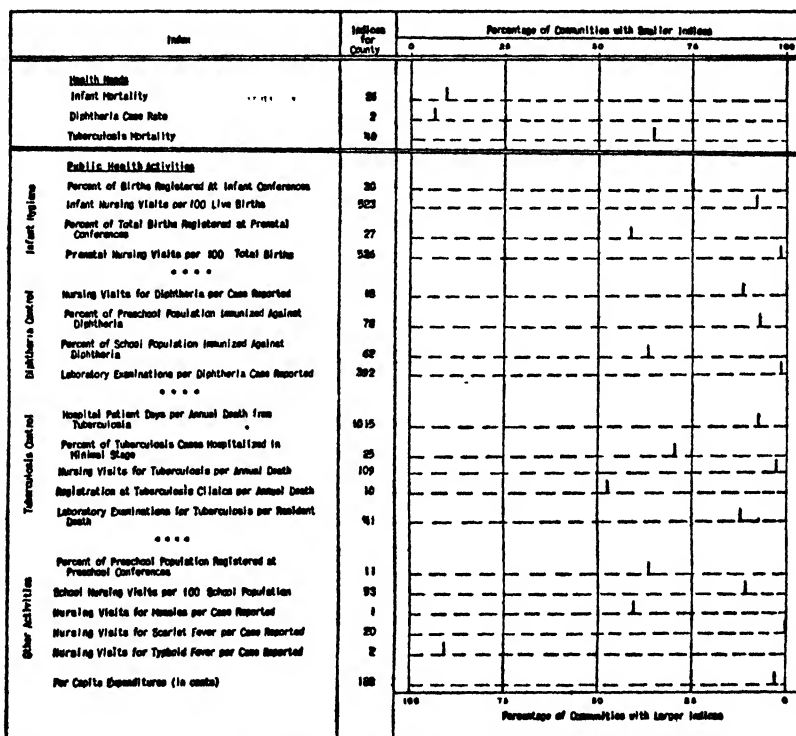 Index
Indices for County
Percentage of Communities with Smaller Indices
0 25 50 75 100
Health Needs
Infant Mortality
Diphtheria Case Rate 2
Tuberculosis Mortality
Infant Hygiene
Public Health Activities
Percent of Births Registered At Infant Conferences 20
Infant Nursing Visits per 100 Live Births 523
Percent of Total Births Registered at Prenatal
Conferences 27
Prenatal Nursing Visits per 100 Total Births 526
* * * *
Diphtheria Control
Nursing Visits for Diphtheria per Case Reported
Percent of Preschool Population Immunized Against
Diphtheria 78
Percent of School Population Immunized Against
Diphtheria 62
Laboratory Examinations per Diphtheria Case Reported 392
* * * *
Tuberculosis Control
Hospital Patient Days per Annual Death from
Tuberculosis 1015
Percent of Tuberculosis Cases Hospitalized in
Minimal Stage 25
Nursing Visits for Tuberculosis per Annual Death 109
Registration at Tuberculosis Clinics per Annual Death 10
Laboratory Examinations for Tuberculosis per Resident
Death
* * * *
Other Activities
Percent of Preschool Population Registered at
Preschool Conferences 11
School Nursing Visits per 100 School Population 93
Nursing Visits for Measles per Case Reported 1
Nursing Visits for Scarlet Fever per Case Reported 20
Nursing Visits for Typhoid Fever per Case Reported 2
Per Capita Expenditures (in cents)
100 75 50 25 0
Percentage of Communities with Larger Indices